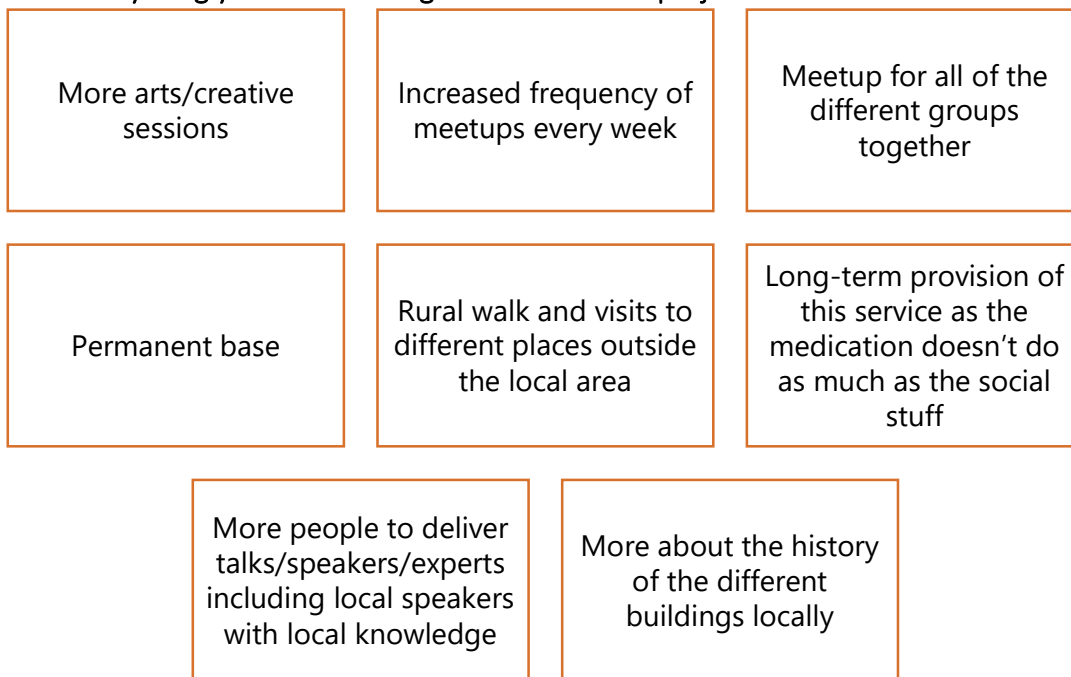 More arts/creative
sessions
Increased frequency of
meetups every week
Meetup for all of the
different groups
together
Permanent base
Rural walk and visits to
different places outside
the local area
Long-term provision of
this service as the
medication doesn't do
as much as the social
stuff
More people to deliver
talks/speakers/experts
including local speakers
with local knowledge
More about the history
of the different
buildings locally